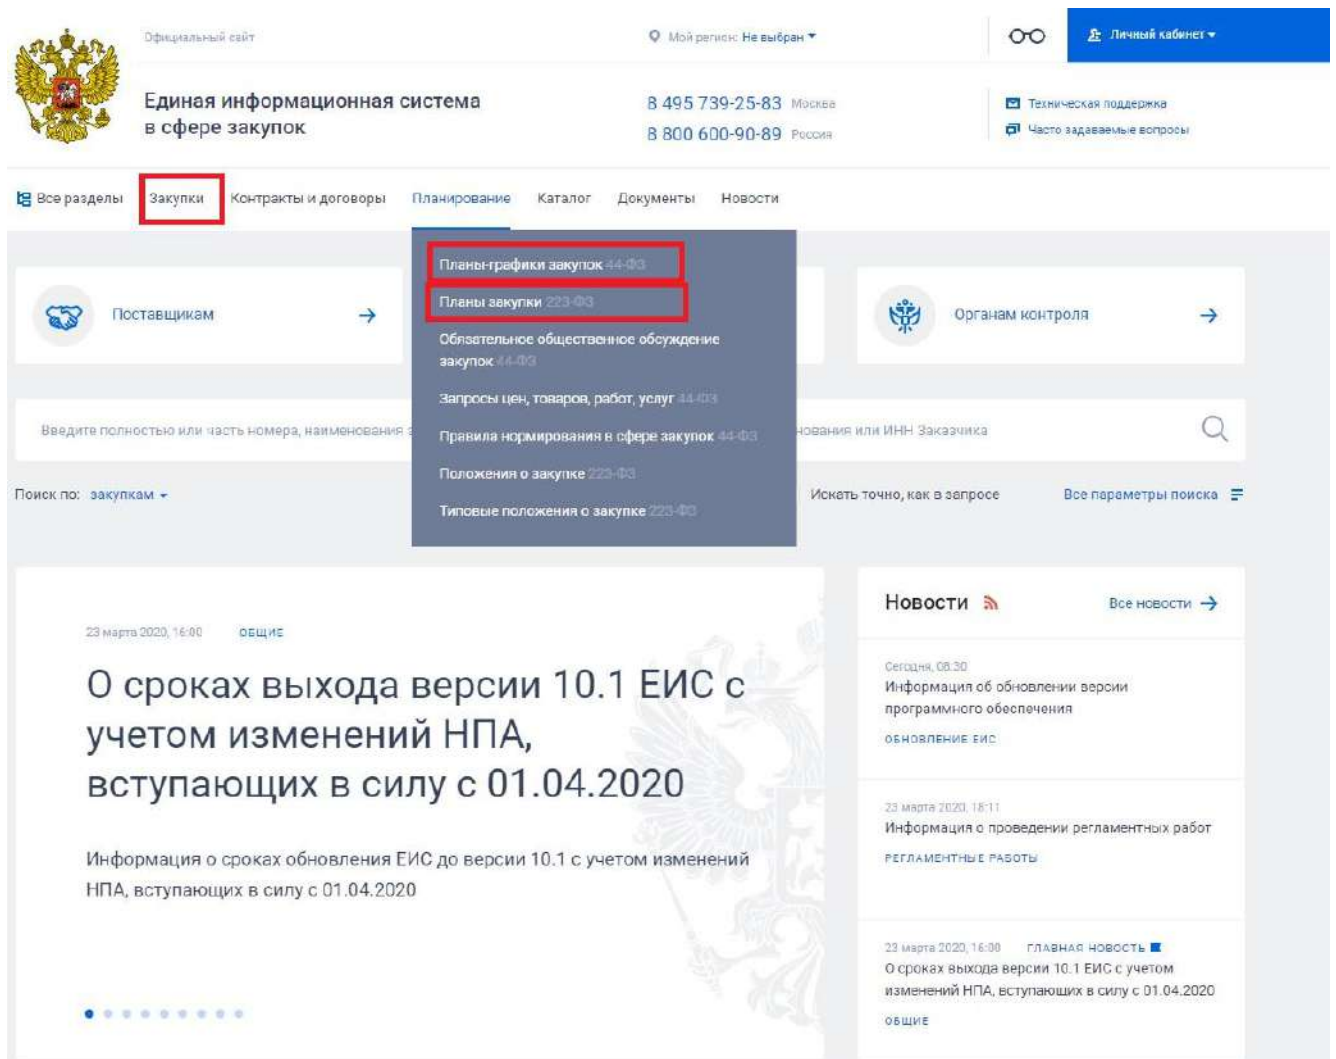 Официальный сайт
Мой регион: Не выбран
Личный кабинет
Единая информационная система
в сфере закупок
8 495 739-25-83 Москва
8 800 600-90-89 Россия
Техническая поддержка
Часто задаваемые вопросы
Все разделы Закупки Контракты и договоры Планирование Каталог Документы Новости
Планы-графики закупок 44-ФЗ
Планы закупки 223-ФЗ
Обязательное общественное обсуждение
закупок 44-ФЗ
Запросы цен, товаров, работ, услуг 44-ФЗ
Правила нормирования в сфере закупок 44-ФЗ
Положения о закупке 223-ФЗ
Типовые положения о закупке 223-ФЗ
Поставщикам
Органам контроля
Введите полностью или часть номера, наименования
или ИНН Заказчика
Поиск по: закупкам
Искать точно, как в запросе
Все параметры поиска
23 марта 2020, 16:00 ОБЩИЕ
О сроках выхода версии 10.1 ЕИС с
учетом изменений НПА,
вступающих в силу с 01.04.2020
Информация о сроках обновления ЕИС до версии 10.1 с учетом изменений
НПА, вступающих в силу с 01.04.2020
Новости
Все новости
Сегодня, 08:30
Информация об обновлении версии
программного обеспечения
ОБНОВЛЕНИЕ ЕИС
23 марта 2020, 18:11
Информация о проведении регламентных работ
РЕГЛАМЕНТНЫЕ РАБОТЫ
23 марта 2020, 16:00 ГЛАВНАЯ НОВОСТЬ
О сроках выхода версии 10.1 ЕИС с учетом
изменений НПА, вступающих в силу с 01.04.2020
ОБЩИЕ